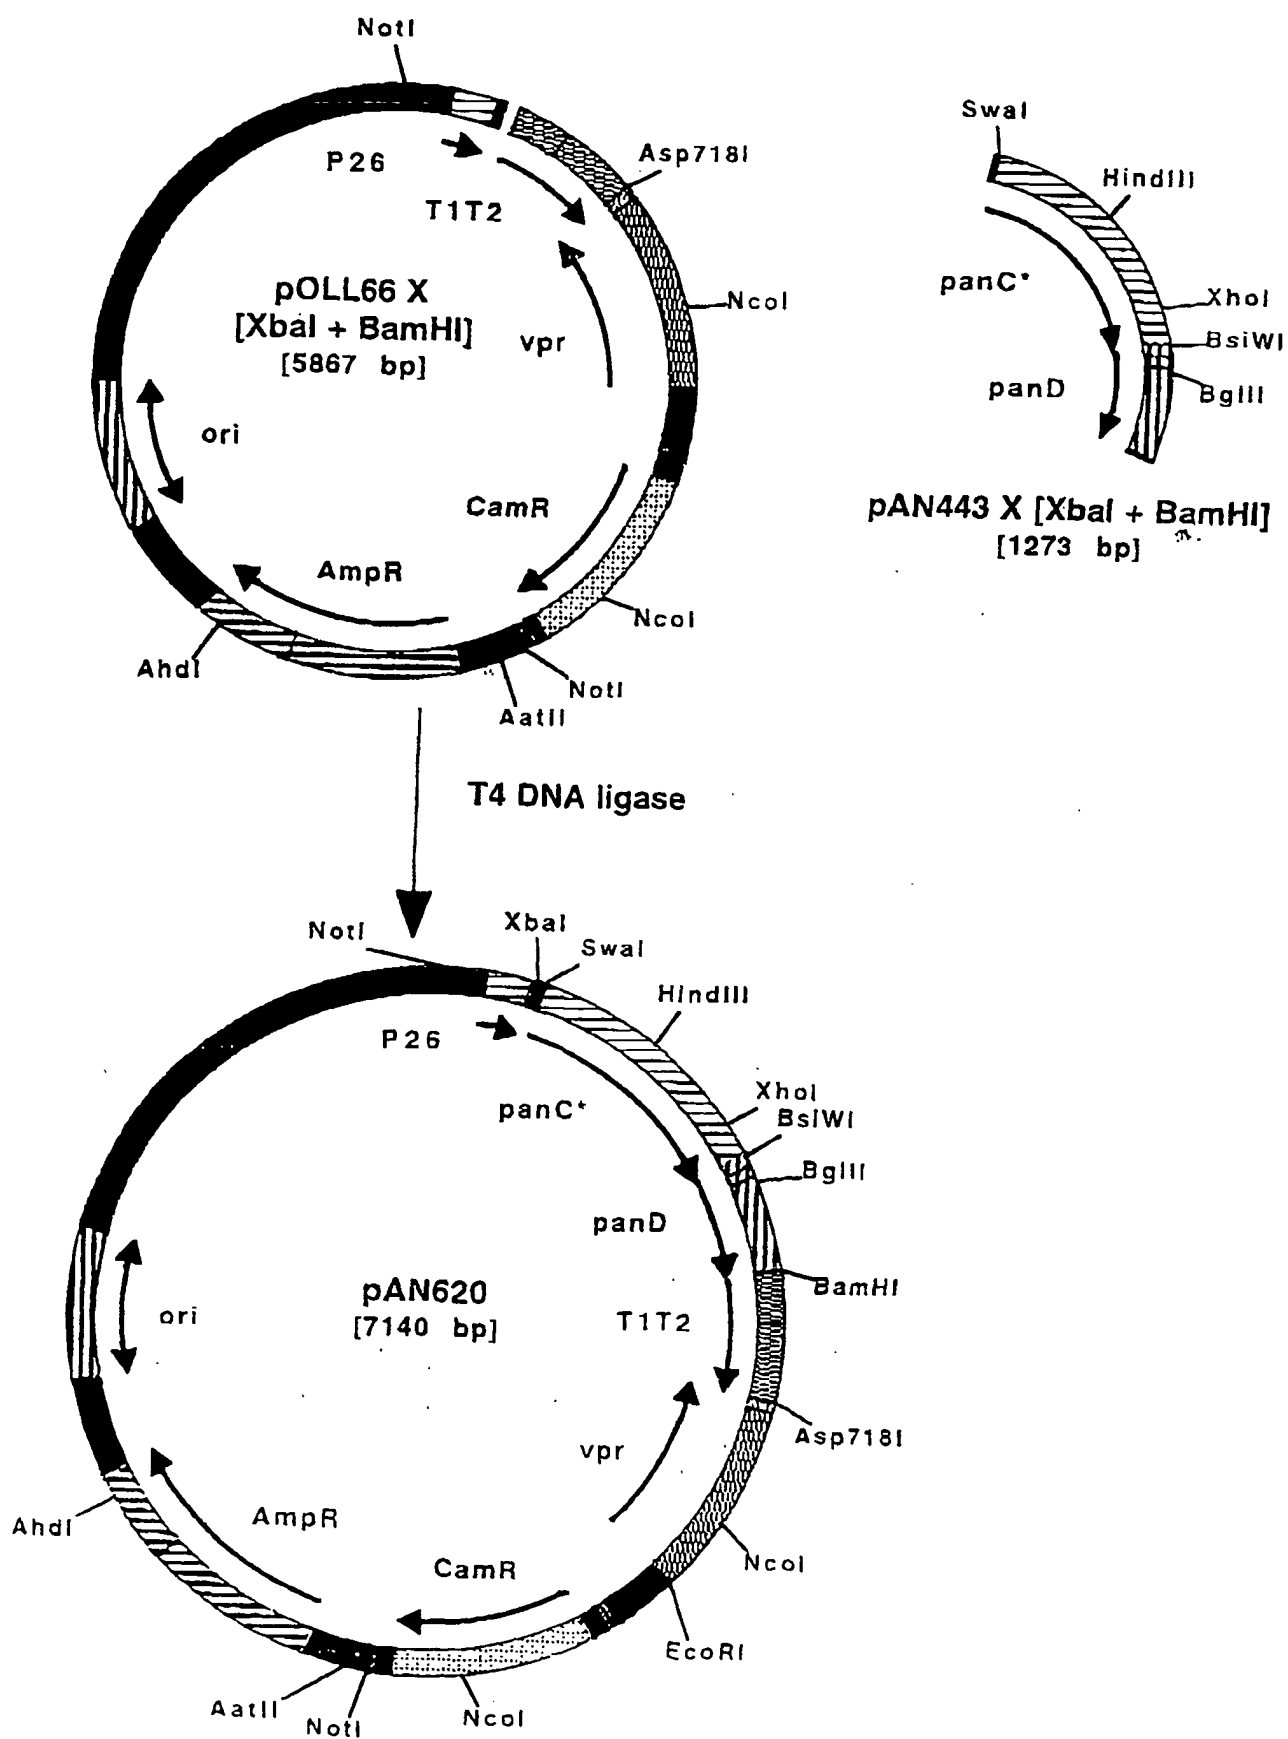 NotI
P26
T1T2
Asp718I
NcoI
pOLL66 X
[XbaI + BamHI]
[5867 bp]
vpr
ori
CamR
AmpR
AhdI
NcoI
NotI
AatII
SwaI
HindIII
panC*
XhoI
BsiWI
panD
BglII
pAN443 X [XbaI + BamHI]
[1273 bp]
T4 DNA ligase
NotI
XbaI
SwaI
HindIII
P26
panC*
XhoI
BsiWI
BglII
panD
BamHI
pAN620
[7140 bp]
T1T2
ori
Asp718I
vpr
AhdI
AmpR
NcoI
CamR
EcoRI
AatII
NotI
NcoI